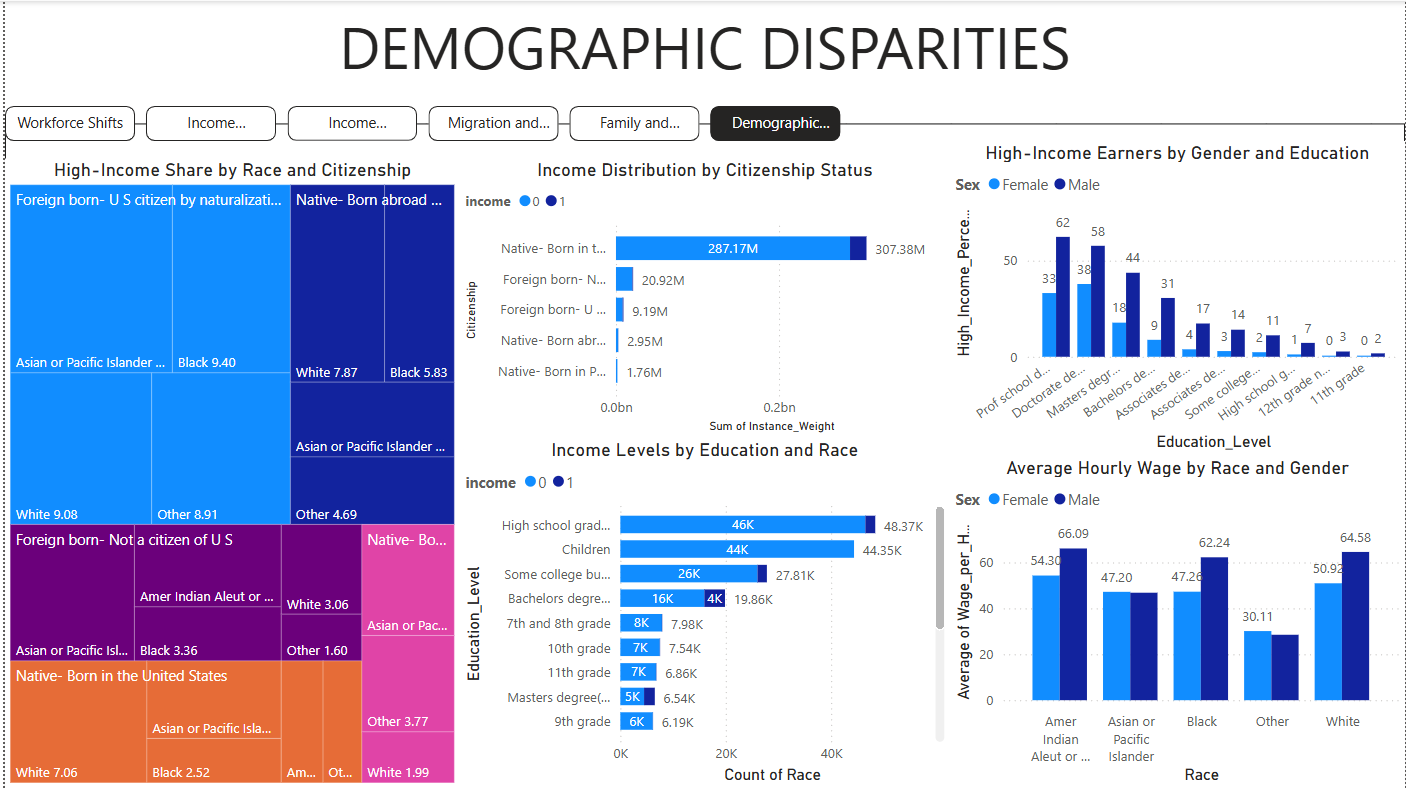 DEMOGRAPHIC DISPARITIES
Workforce Shifts
Income...
Income...
Migration and...
Family and...
Demographic...
High-Income Share by Race and Citizenship
Foreign born- U S citizen by naturalizati...
Asian or Pacific Islander ...
Black 9.40
White 9.08
Other 8.91
Native- Born abroad ...
White 7.87
Black 5.83
Asian or Pacific Islander ...
Other 4.69
Foreign born- Not a citizen of U S
Asian or Pacific Isl...
Amer Indian Aleut or ...
Black 3.36
White 3.06
Other 1.60
Native- Bo...
Asian or Pac...
Other 3.77
White 1.99
Native- Born in the United States
White 7.06
Asian or Pacific Isla...
Black 2.52
Am...
Ot...
Income Distribution by Citizenship Status
income 0 1
Citizenship
Native- Born in t... 287.17M 307.38M
Foreign born- N... 20.92M
Foreign born- U ... 9.19M
Native- Born abr... 2.95M
Native- Born in P... 1.76M
0.0bn 0.2bn
Sum of Instance_Weight
Income Levels by Education and Race
income 0 1
Education_Level
High school grad... 46K 48.37K
Children 44K 44.35K
Some college bu... 26K 27.81K
Bachelors degre... 16K 4K 19.86K
7th and 8th grade 8K 7.98K
10th grade 7K 7.54K
11th grade 7K 6.86K
Masters degree(... 5K 6.54K
9th grade 6K 6.19K
0K 20K 40K
Count of Race
High-Income Earners by Gender and Education
Sex Female Male
High_Income_Perce...
50
0
33 62
38 58
18 44
9 31
4 17
3 14
2 11
1 7
0 3
0 2
Prof school d...
Doctorate de...
Masters degr...
Bachelors de...
Associates de...
Associates de...
Some college...
High school g...
12th grade n...
11th grade
Education_Level
Average Hourly Wage by Race and Gender
Sex Female Male
Average of Wage_per_H...
60
40
20
0
54.30 66.09
47.20
47.26 62.24
30.11
50.92 64.58
Amer
Indian
Aleut or ...
Asian or
Pacific
Islander
Black
Other
White
Race